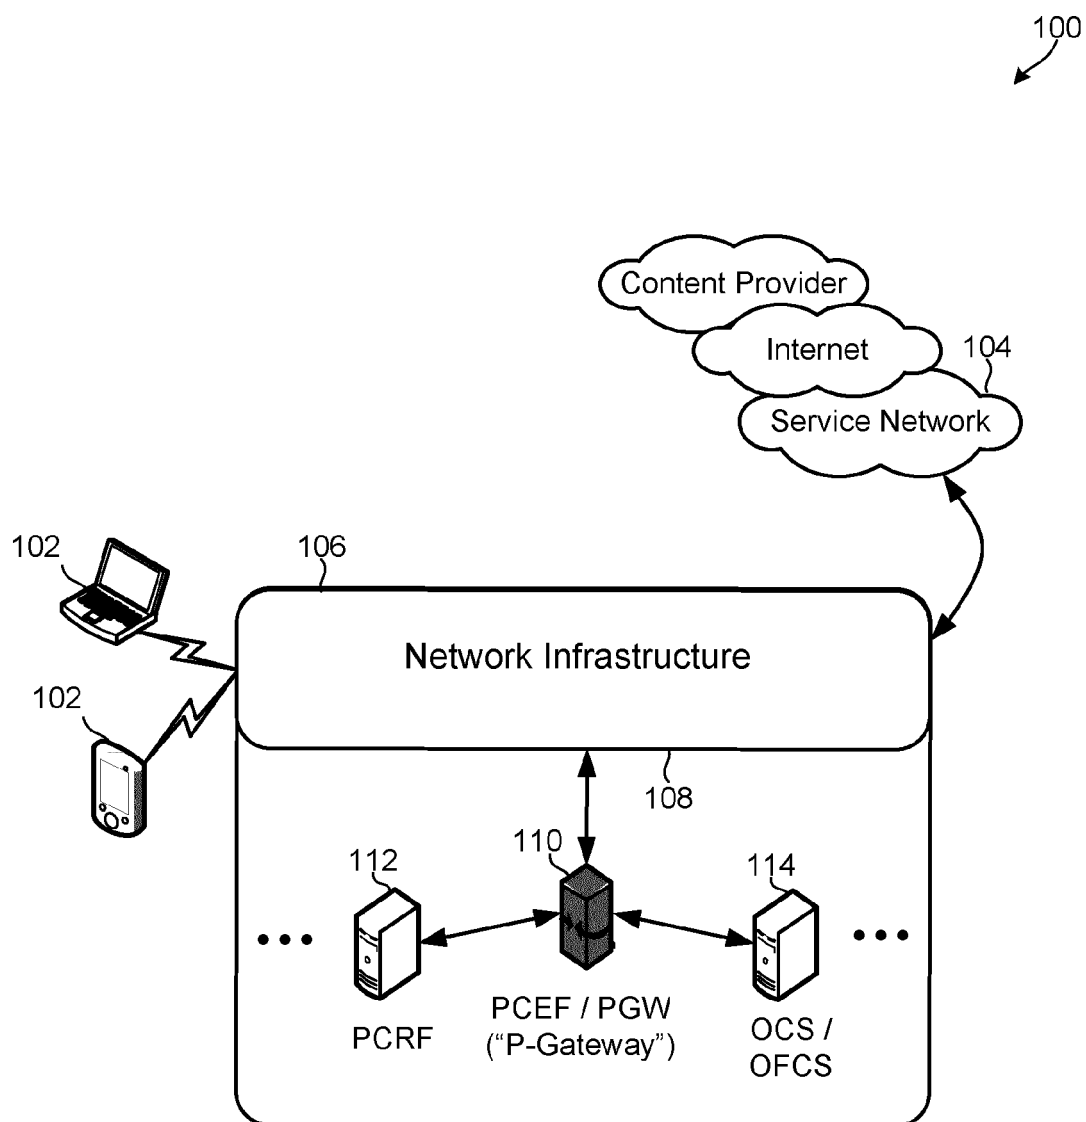 100
Content Provider
Internet
104
Service Network
102
106
Network Infrastructure
102
108
110
112
114
PCEF / PGW
("P-Gateway")
PCRF
OCS /
OFCS